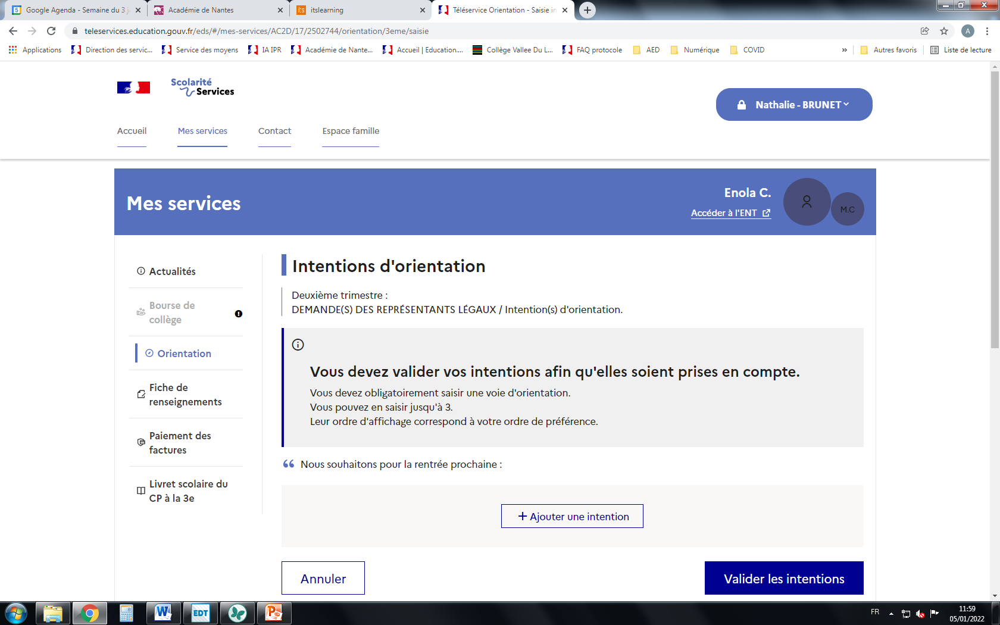 Google Agenda - Semaine du 3 j
Académie de Nantes
its itslearning
Téléservice Orientation - Saisie in
teleservices.education.gouv.fr/eds/#/mes-services/AC2D/17/2502744/orientation/3eme/saisie
A
Applications
Direction des servic...
Service des moyens
IA IPR
Académie de Nante...
Accueil | Education....
Collège Vallee Du L...
FAQ protocole
AED
Numérique
COVID
»
Autres favoris
Liste de lecture
Scolarité
Services
Nathalie - BRUNET
Accueil
Mes services
Contact
Espace famille
Mes services
Enola C.
Accéder à l'ENT
M.C
Actualités
Bourse de
collège
Orientation
Fiche de
renseignements
Paiement des
factures
Livret scolaire du
CP à la 3e
Intentions d'orientation
Deuxième trimestre :
DEMANDE(S) DES REPRÉSENTANTS LÉGAUX / Intention(s) d'orientation.
Vous devez valider vos intentions afin qu'elles soient prises en compte.
Vous devez obligatoirement saisir une voie d'orientation.
Vous pouvez en saisir jusqu'à 3.
Leur ordre d'affichage correspond à votre ordre de préférence.
Nous souhaitons pour la rentrée prochaine :
+ Ajouter une intention
Annuler
Valider les intentions
EDT
FR
11:59
05/01/2022